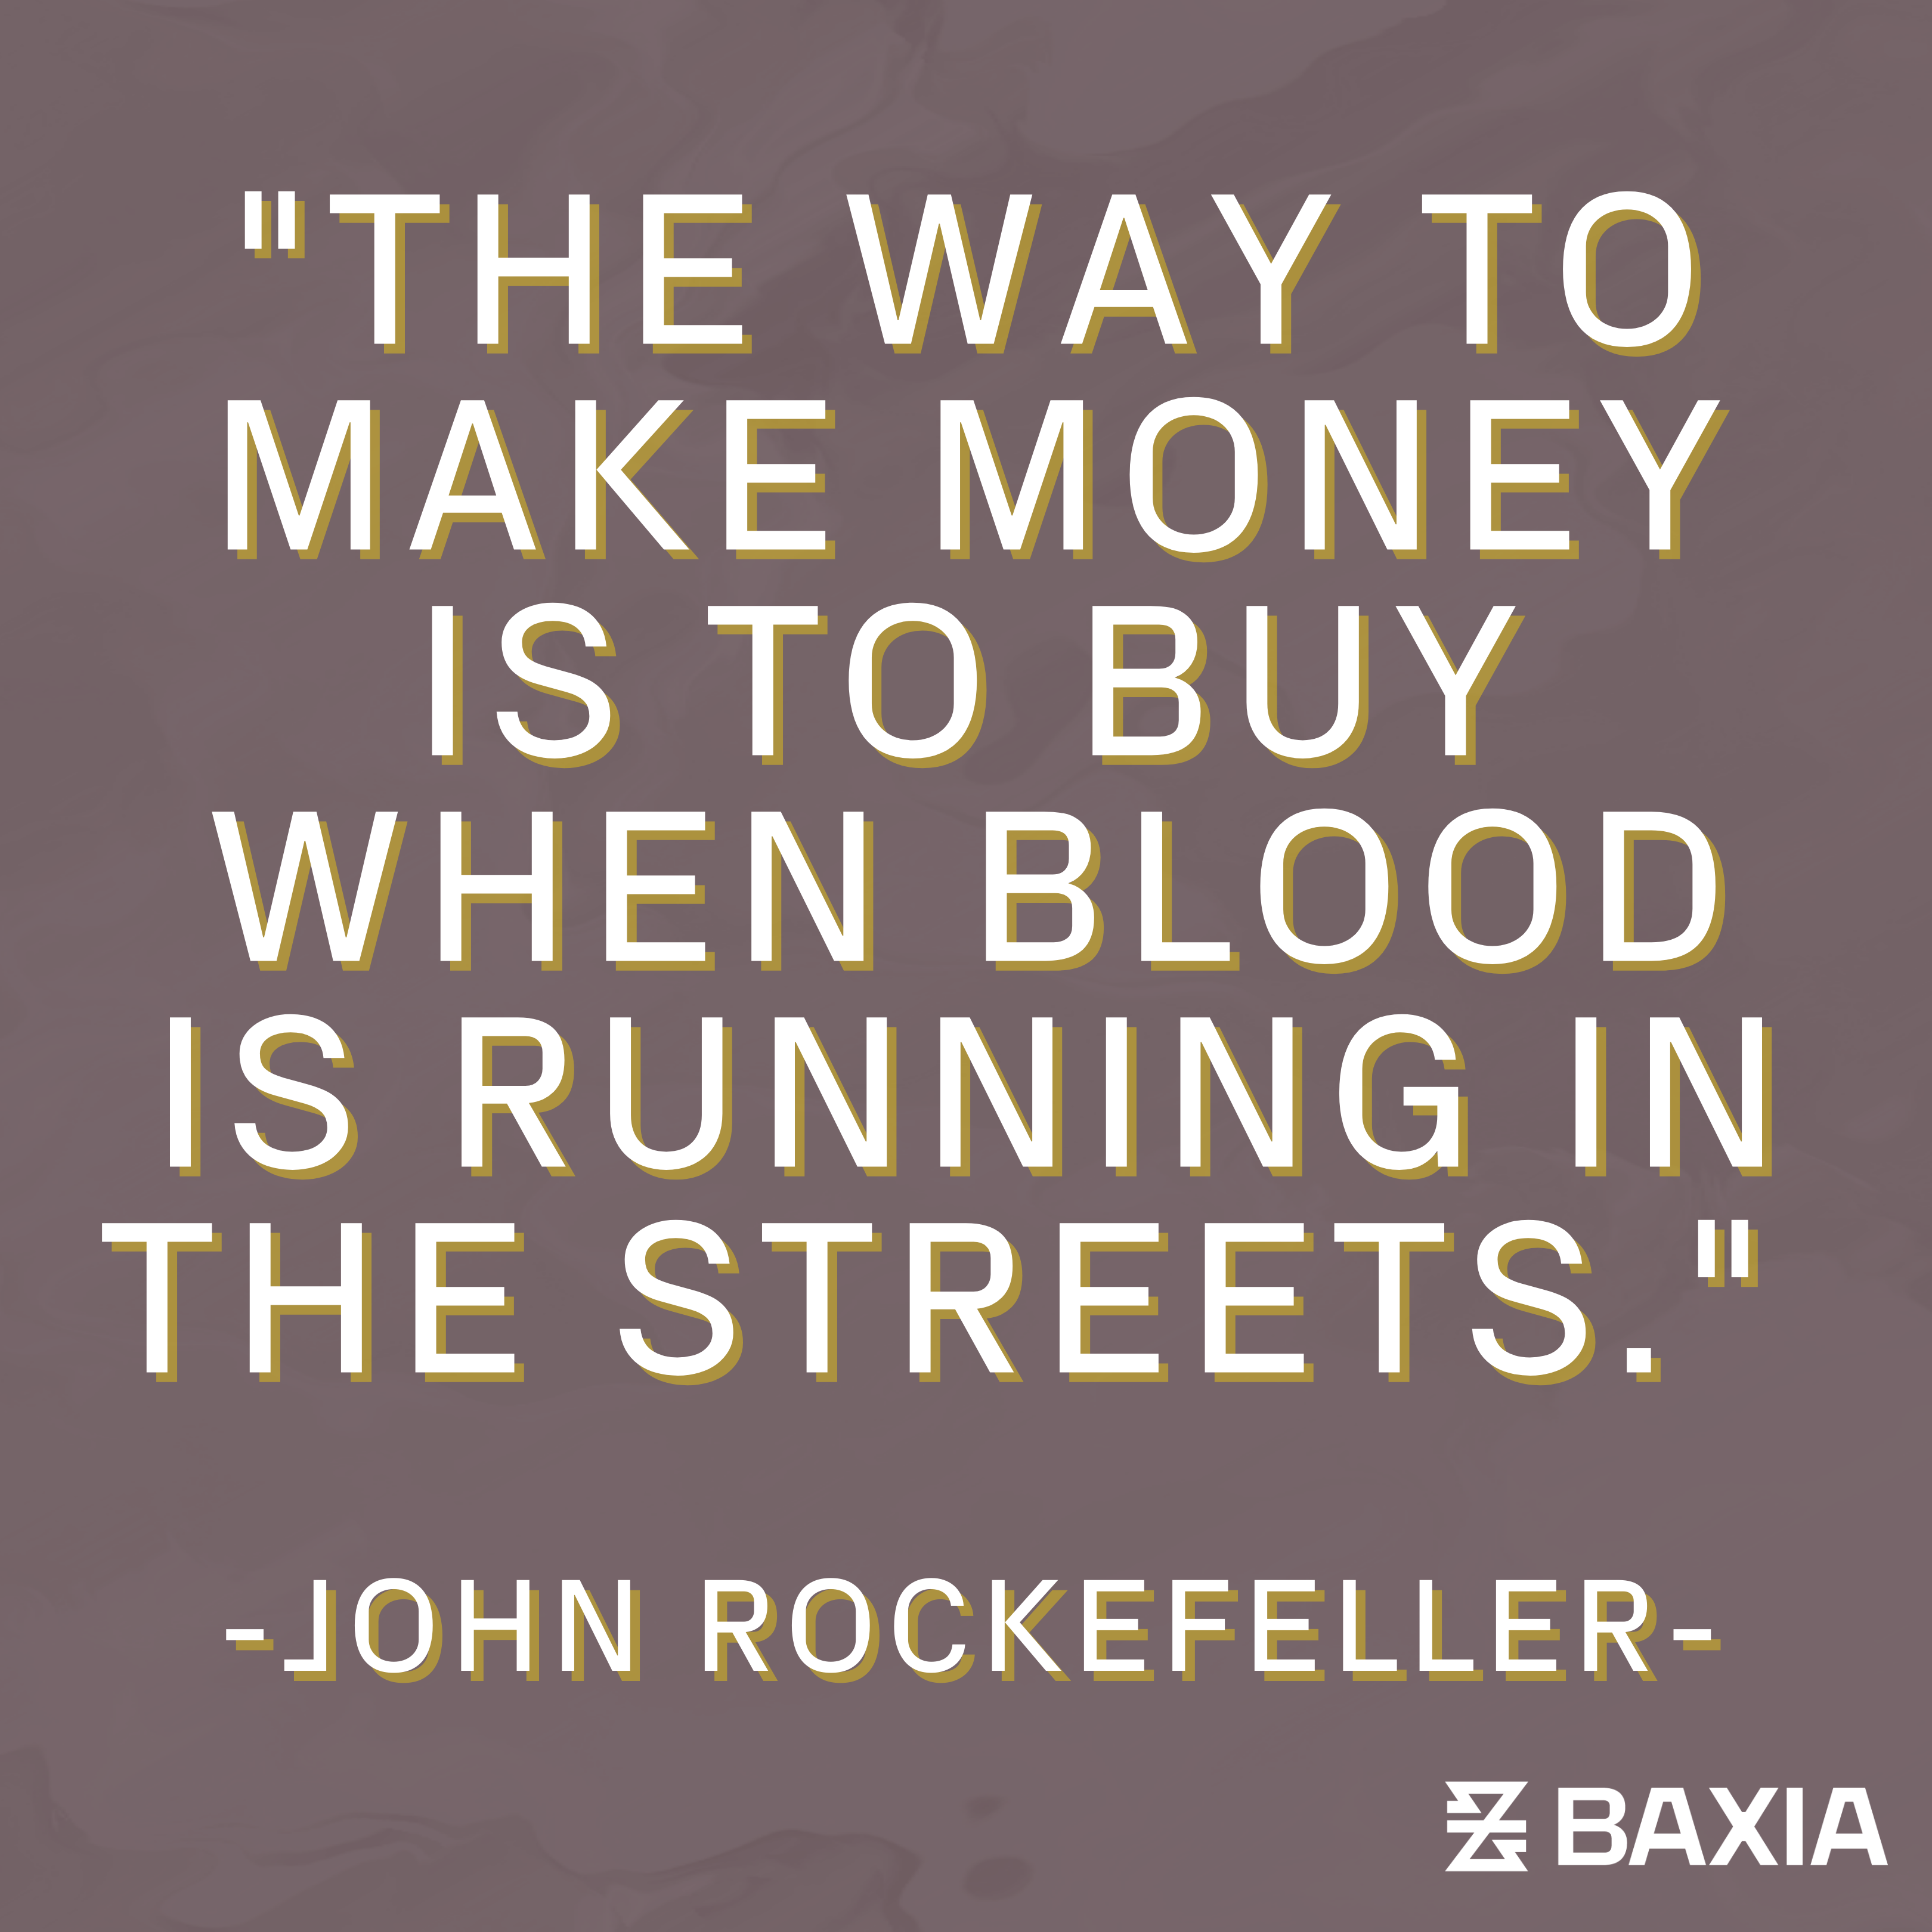 "THE WAY TO
MAKE MONEY
IS TO BUY
WHEN BLOOD
IS RUNNING IN
THE STREETS."
-JOHN ROCKEFELLER-
BAXIA